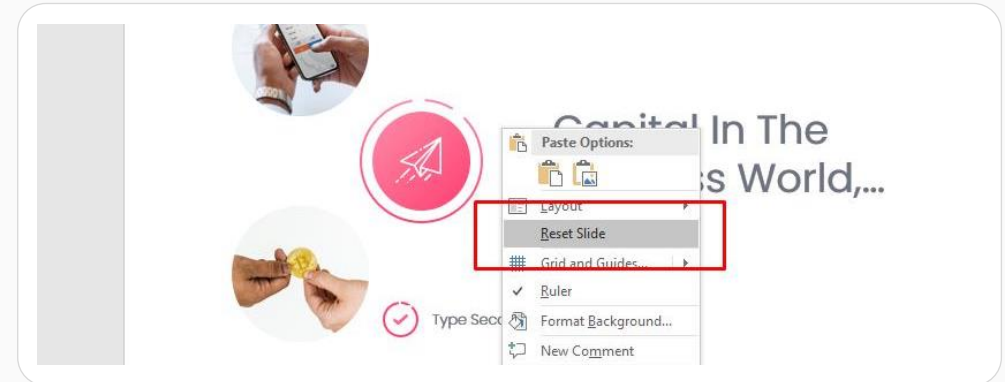 Capital In The
ss World,...
Paste Options:
Layout
Reset Slide
Grid and Guides...
Ruler
Format Background...
New Comment
Type Seco